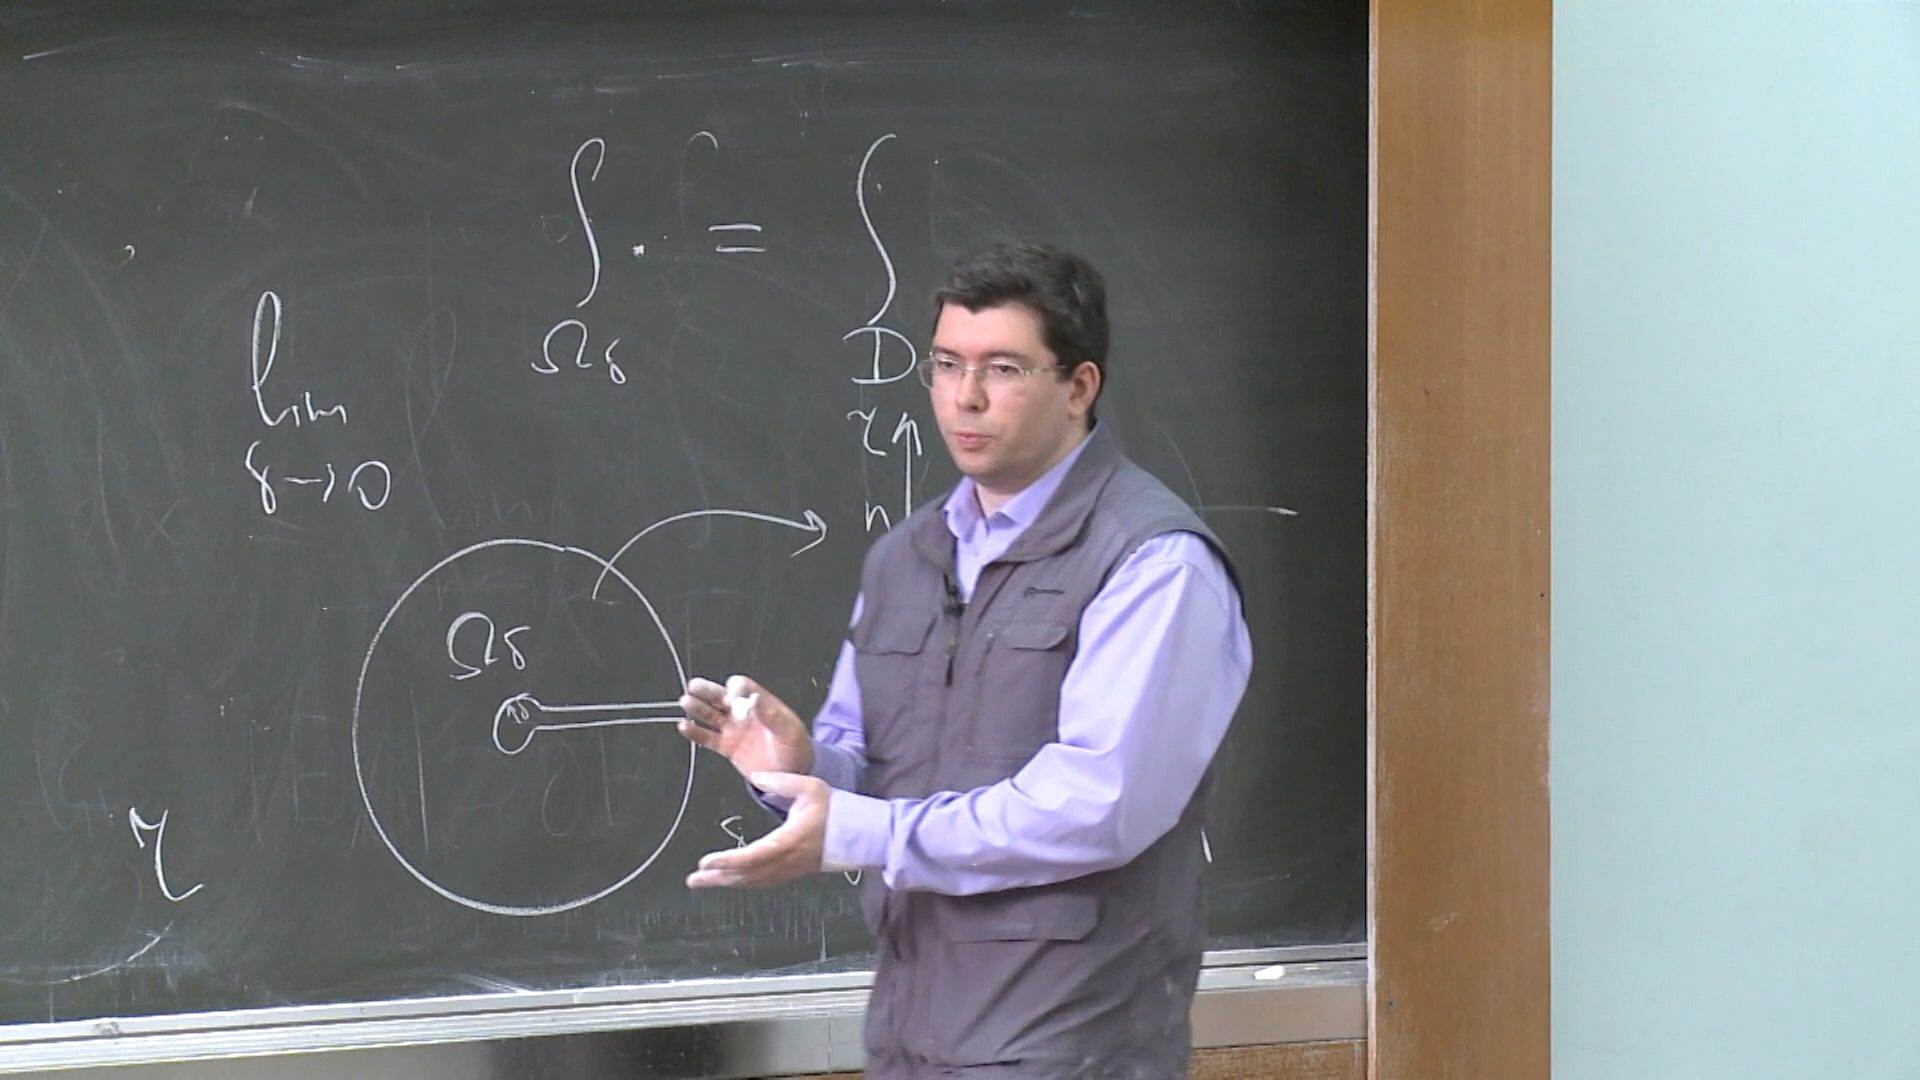 ∫ . =  ∫
Ωδ D
lim
δ→0
τ
n
Ωδ
δ
η